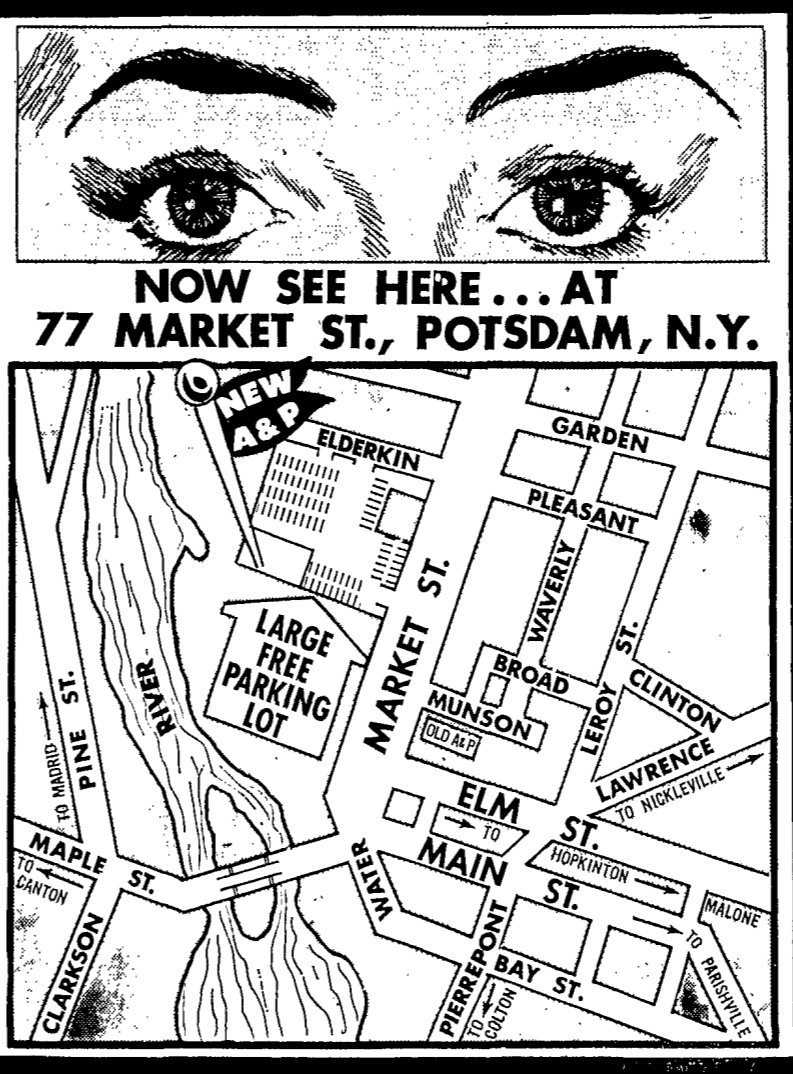 NOW SEE HERE...AT
77 MARKET ST., POTSDAM, N.Y.
NEW
A & P
ELDERKIN
GARDEN
PLEASANT
WAVERLY
MARKET ST.
LARGE
FREE
PARKING
LOT
RIVER
PINE ST.
TO MADRID
BROAD
MUNSON
OLD A&P
LEROY ST.
CLINTON
LAWRENCE
TO NICKLEVILLE
ELM ST.
TO
HOPKINTON
MAIN ST.
MALONE
TO PARISHVILLE
WATER
MAPLE ST.
TO
CANTON
CLARKSON
PIERREPONT
TO
COLTON
BAY ST.